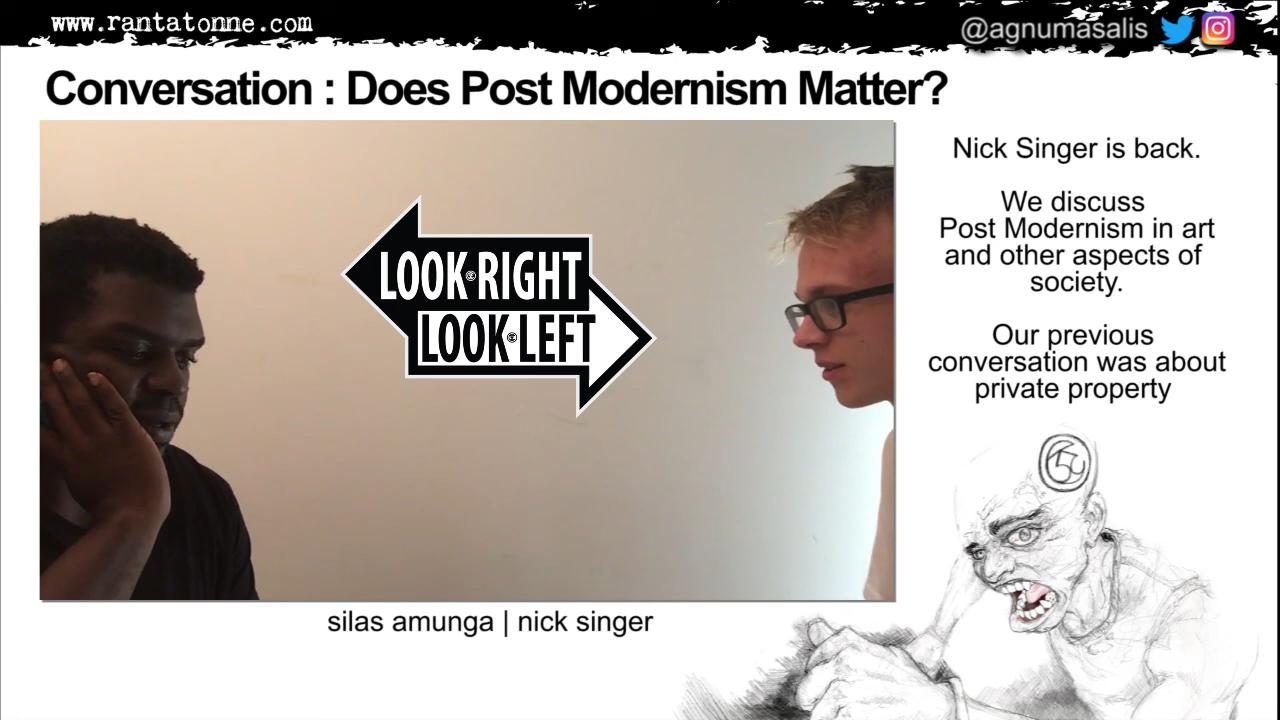 www.rantatonne.com
@agnumasalis
Conversation : Does Post Modernism Matter?
LOOK RIGHT
LOOK LEFT
Nick Singer is back.
We discuss
Post Modernism in art
and other aspects of
society.
Our previous
conversation was about
private property
silas amunga | nick singer